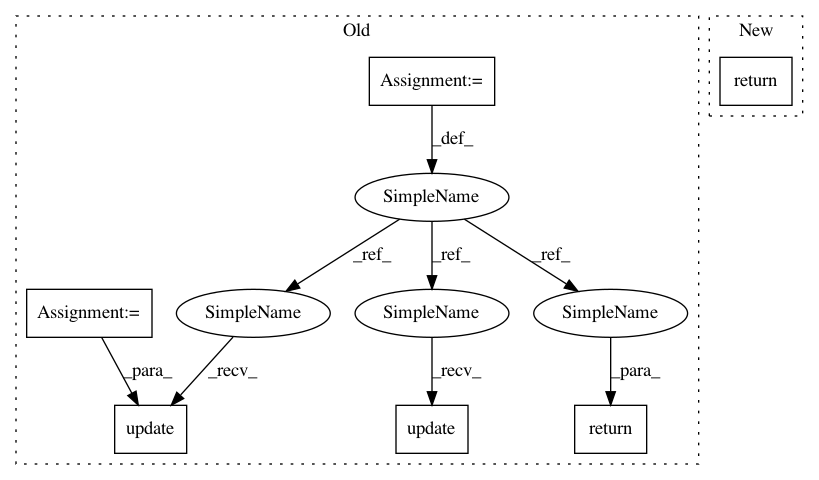 Old
New
Assignment:=
return
_def_
SimpleName
_ref_
_ref_
_ref_
Assignment:=
SimpleName
SimpleName
SimpleName
_para_
_recv_
_recv_
_para_
update
update
return